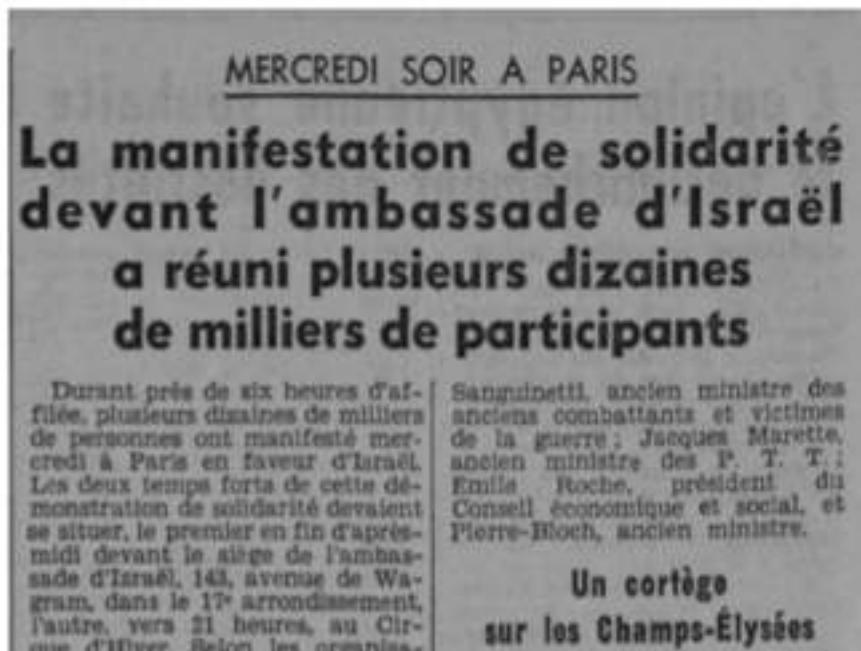 MERCREDI SOIR A PARIS
La manifestation de solidarité
devant l'ambassade d'Israël
a réuni plusieurs dizaines
de milliers de participants
Durant près de six heures d'af-
filée, plusieurs dizaines de milliers
de personnes ont manifesté mer-
credi à Paris en faveur d'Israël.
Les deux temps forts de cette dé-
monstration de solidarité devaient
se situer, le premier en fin d'après-
midi devant le siège de l'ambas-
sade d'Israël, 143, avenue de Wa-
gram, dans le 17e arrondissement,
l'autre, vers 21 heures, au Cir-
que d'Hiver. Selon les organisa-
Sanguinetti, ancien ministre des
anciens combattants et victimes
de la guerre ; Jacques Marette,
ancien ministre des P. T. T. ;
Emile Roche, président du
Conseil économique et social, et
Pierre-Bloch, ancien ministre.
Un cortège
sur les Champs-Élysées